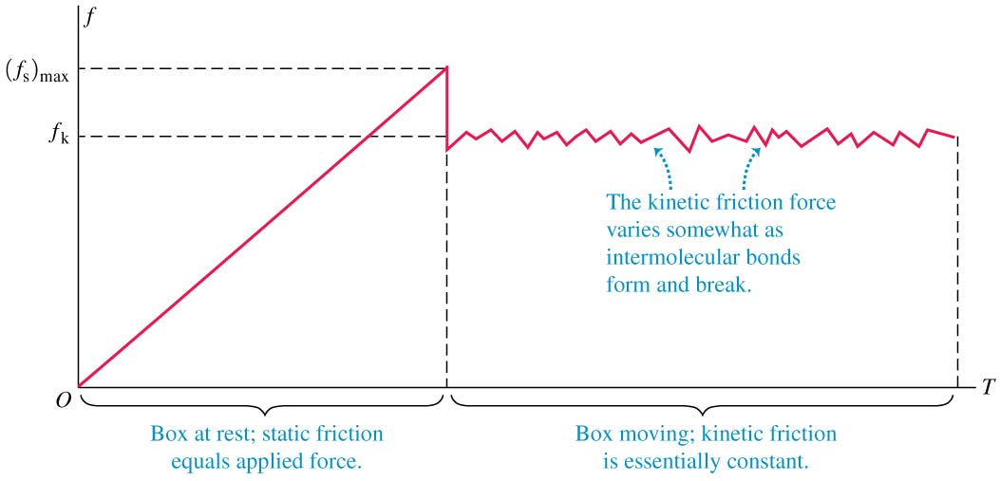 f
(fs)max
fk
The kinetic friction force
varies somewhat as
intermolecular bonds
form and break.
O
T
Box at rest; static friction
equals applied force.
Box moving; kinetic friction
is essentially constant.